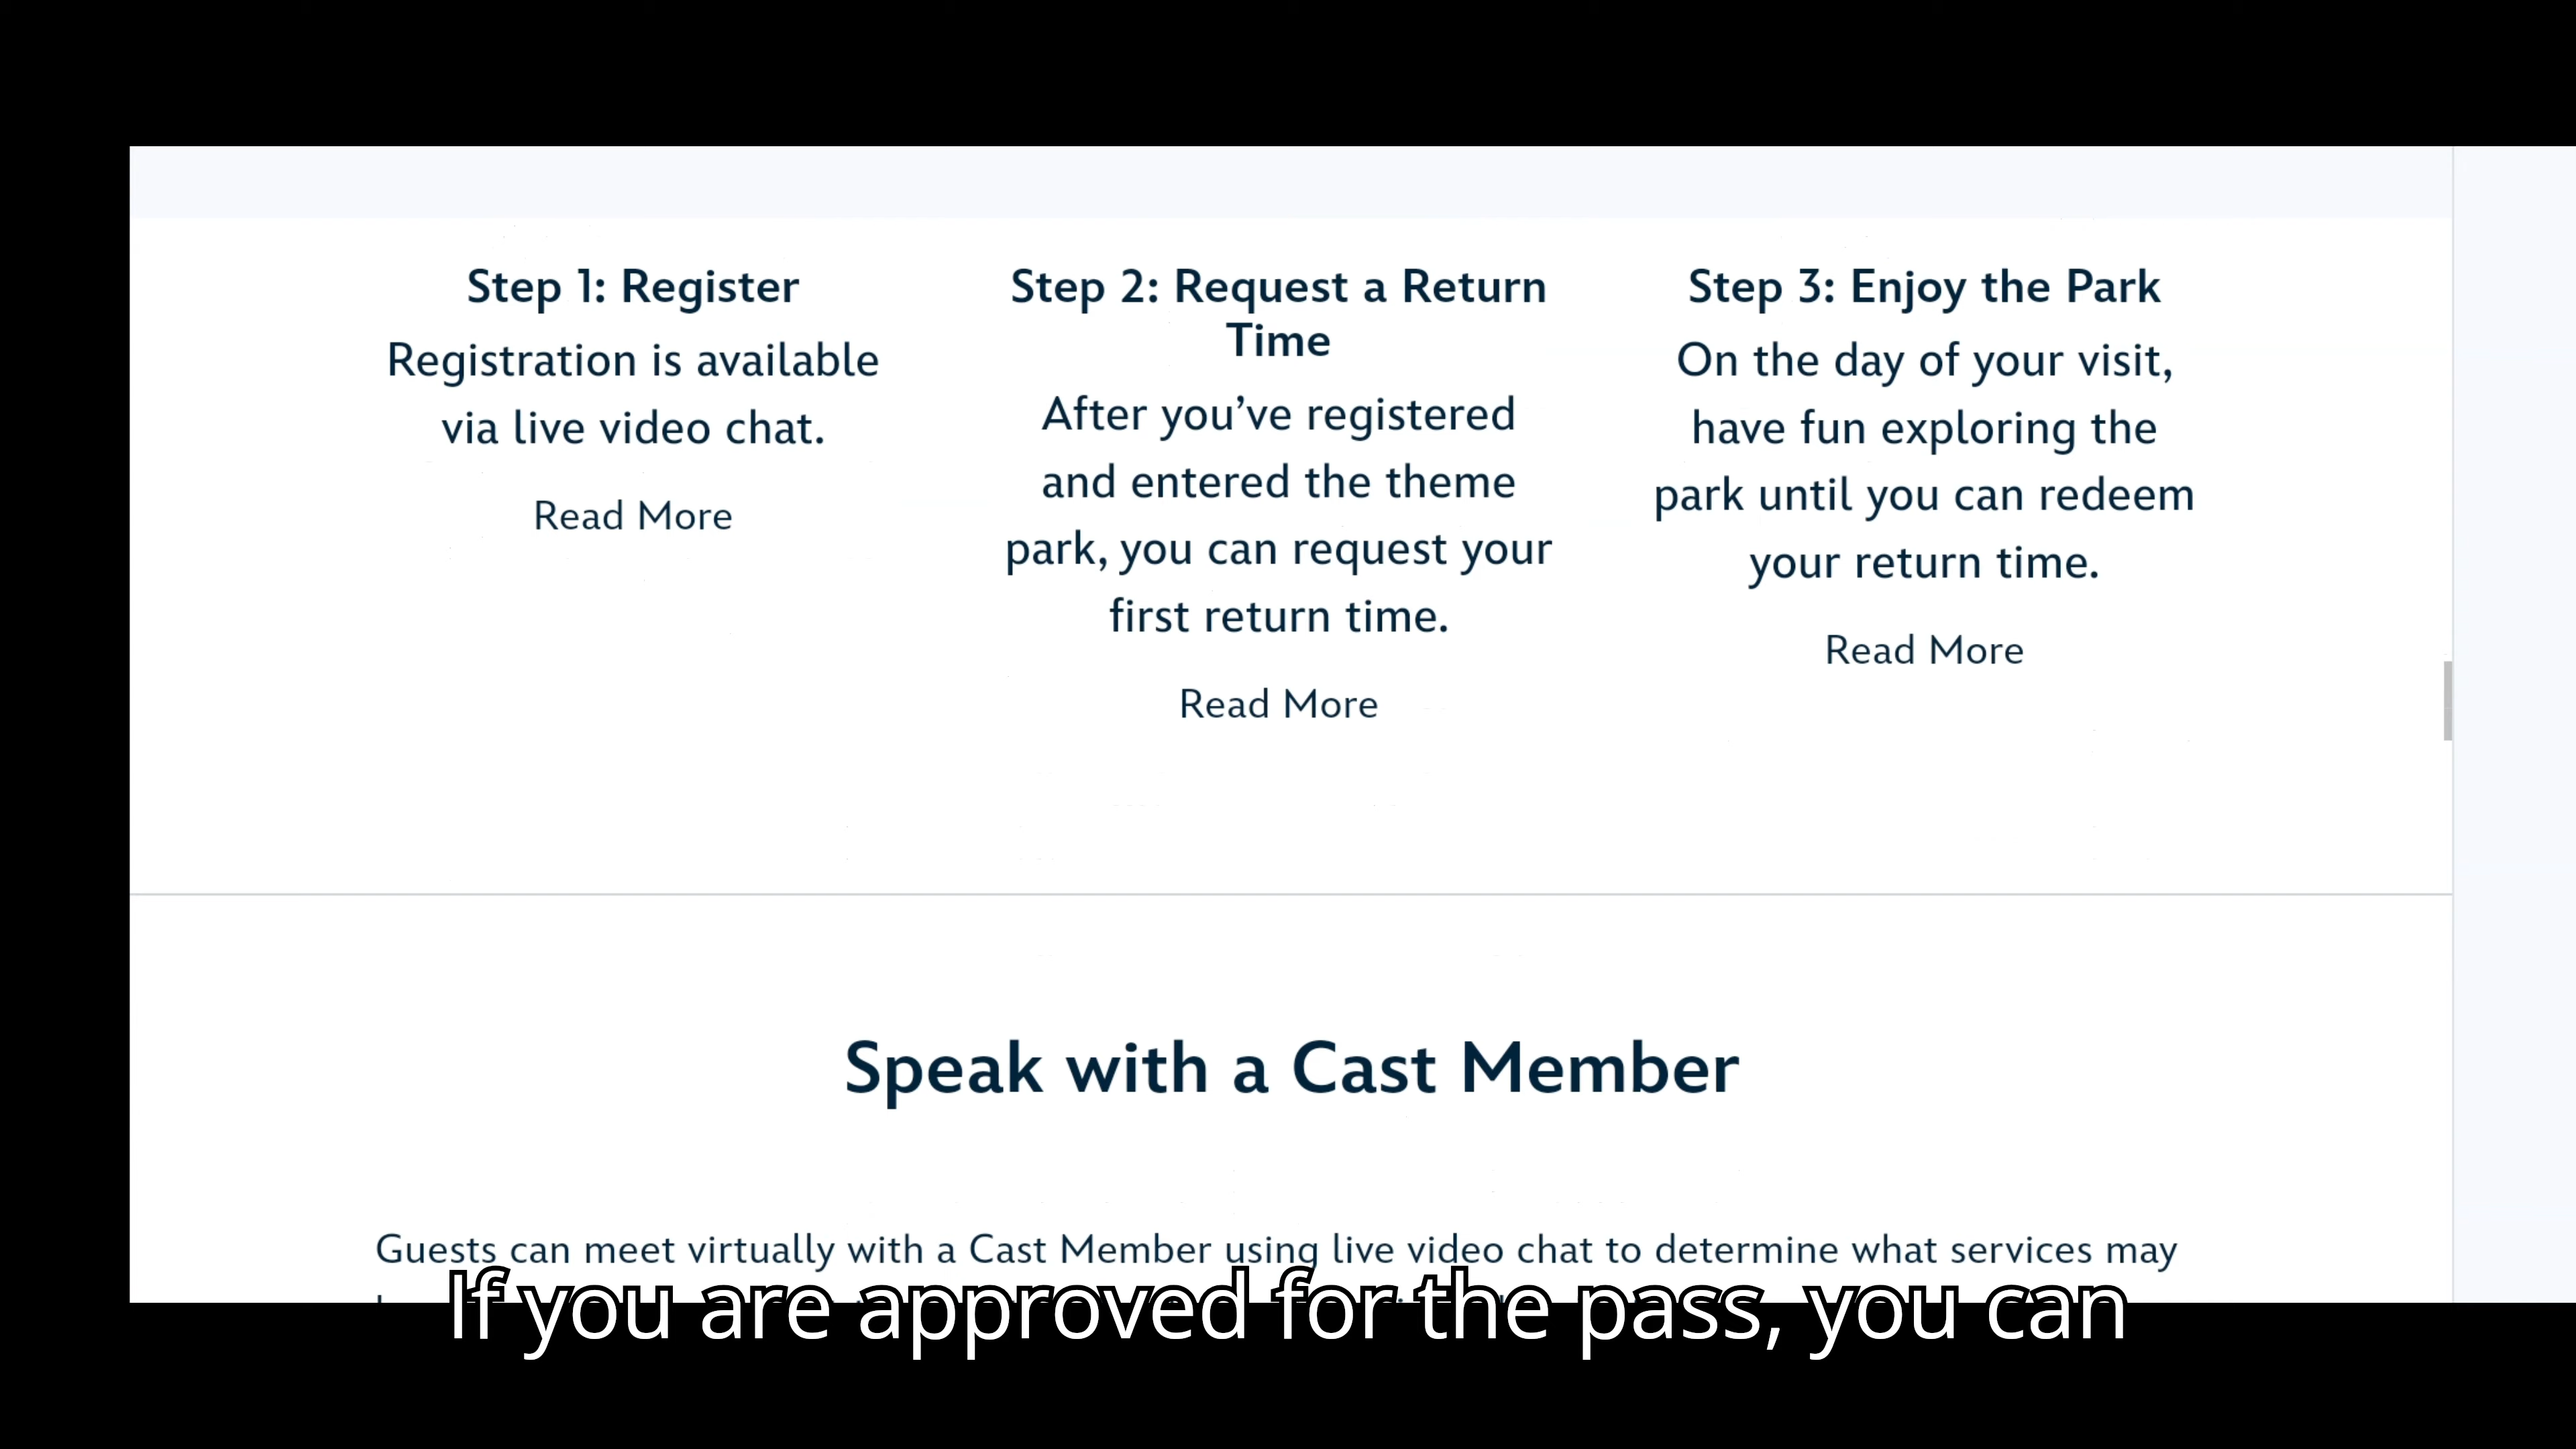 Step 1: Register
Registration is available
via live video chat.
Read More
Step 2: Request a Return
Time
After you've registered
and entered the theme
park, you can request your
first return time.
Read More
Step 3: Enjoy the Park
On the day of your visit,
have fun exploring the
park until you can redeem
your return time.
Read More
Speak with a Cast Member
Guests can meet virtually with a Cast Member using live video chat to determine what services may
If you are approved for the pass, you can